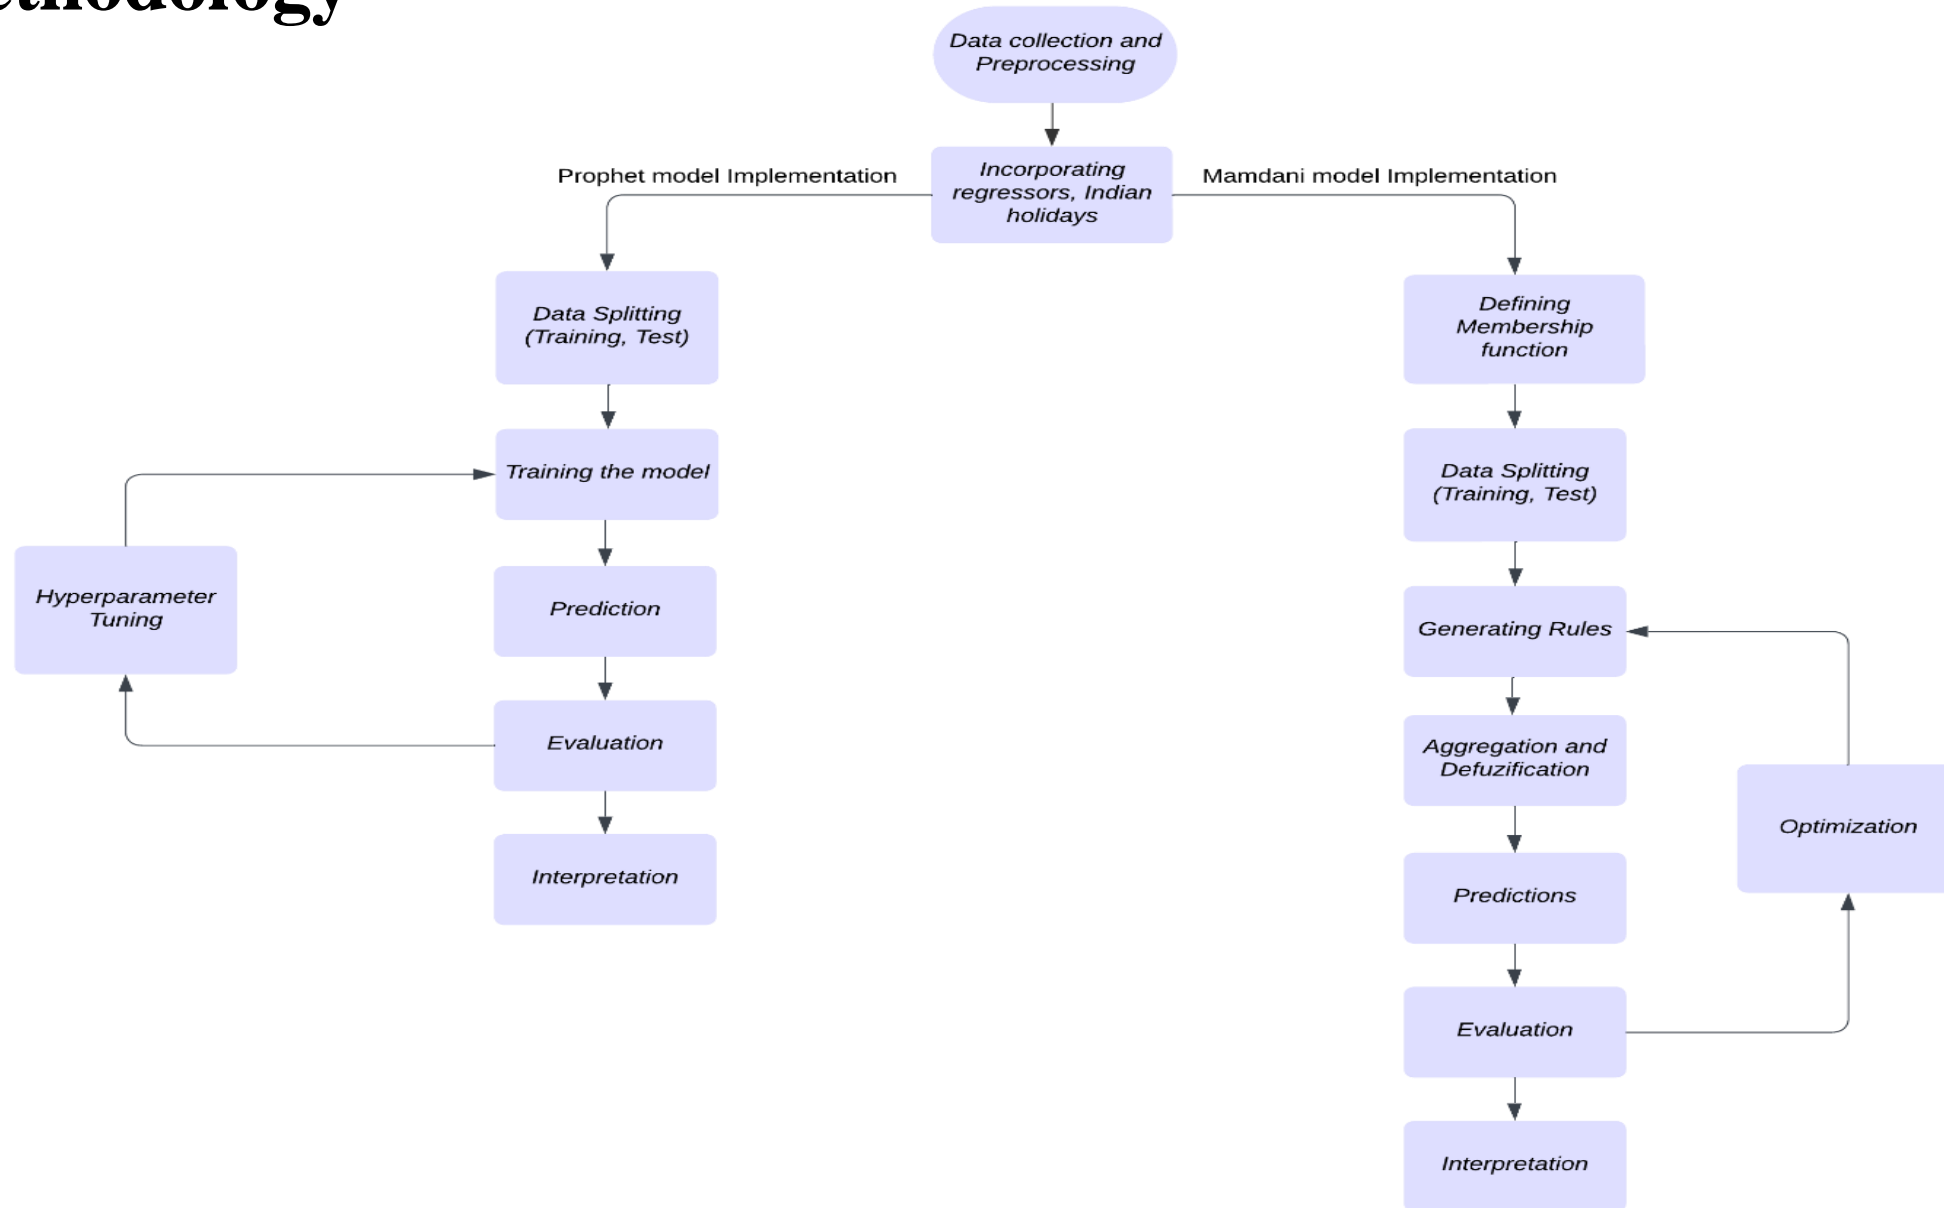 Data collection and
Preprocessing
Prophet model Implementation
Incorporating
regressors, Indian
holidays
Mamdani model Implementation
Data Splitting
(Training, Test)
Training the model
Hyperparameter
Tuning
Prediction
Evaluation
Interpretation
Defining
Membership
function
Data Splitting
(Training, Test)
Generating Rules
Aggregation and
Defuzification
Optimization
Predictions
Evaluation
Interpretation